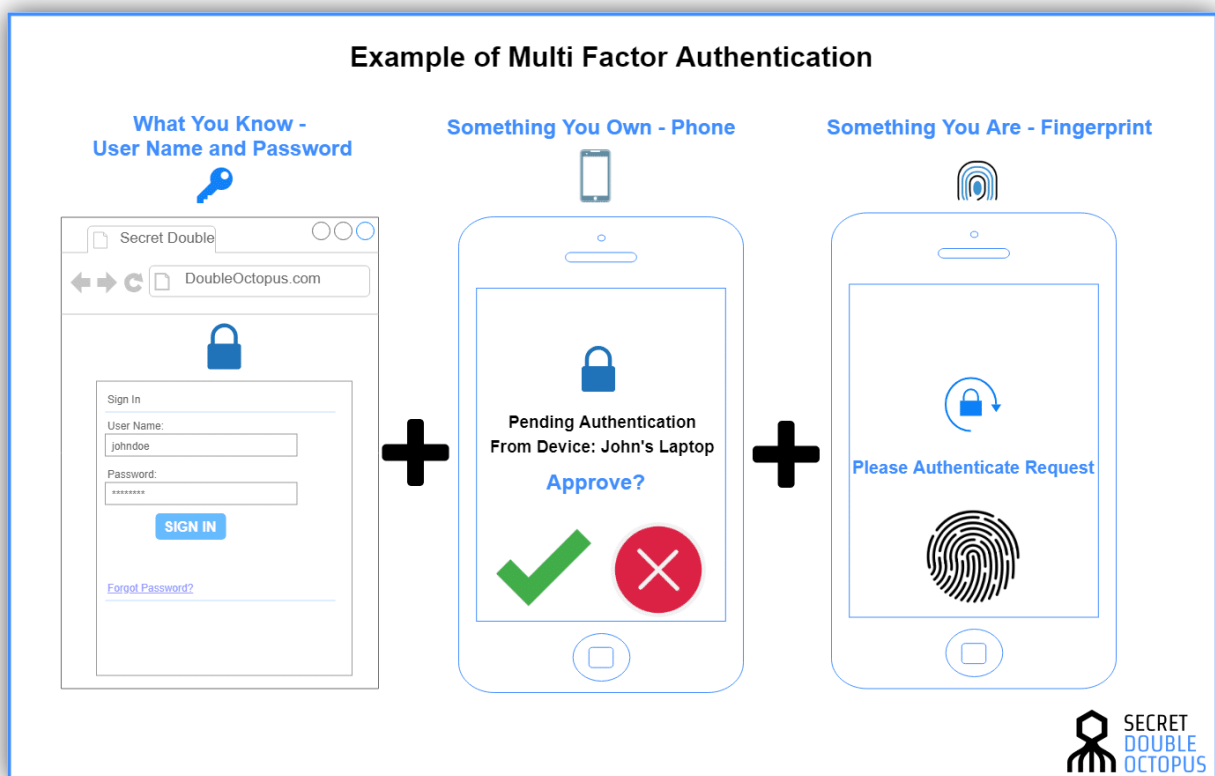 Example of Multi Factor Authentication
What You Know -
User Name and Password
Secret Double
DoubleOctopus.com
Sign In
User Name:
johndoe
Password:
********
SIGN IN
Forgot Password?
Something You Own - Phone
Pending Authentication
From Device: John's Laptop
Approve?
Something You Are - Fingerprint
Please Authenticate Request
SECRET
DOUBLE
OCTOPUS